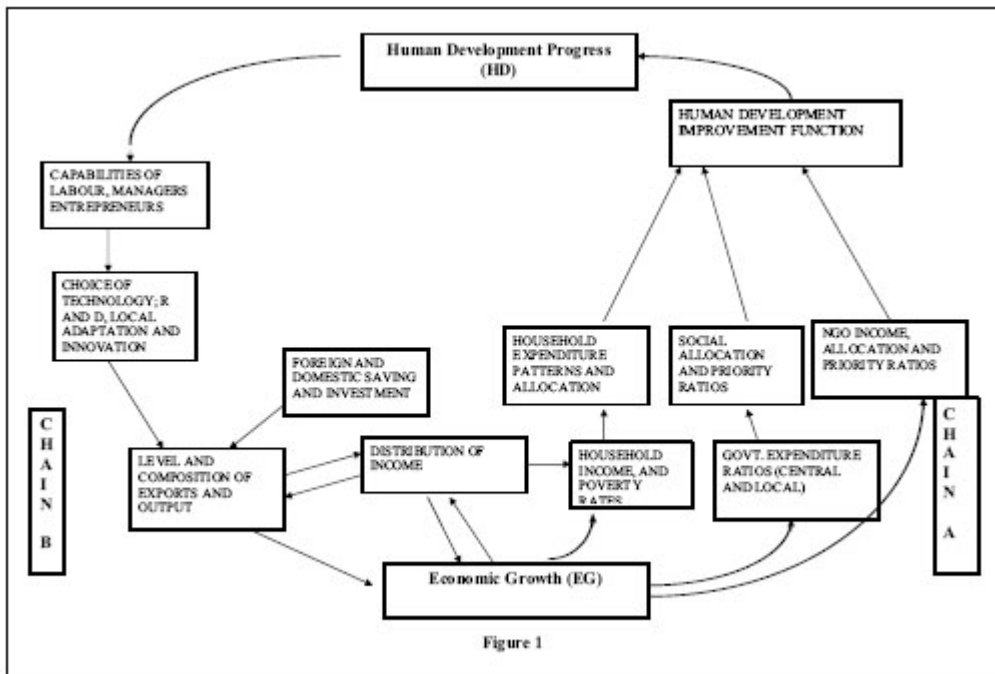 Human Development Progress
(HD)
HUMAN DEVELOPMENT
IMPROVEMENT FUNCTION
CAPABILITIES OF
LABOUR, MANAGERS
ENTREPRENEURS
CHOICE OF
TECHNOLOGY; R
AND D, LOCAL
ADAPTATION AND
INNOVATION
FOREIGN AND
DOMESTIC SAVING
AND INVESTMENT
HOUSEHOLD
EXPENDITURE
PATTERNS AND
ALLOCATION
SOCIAL
ALLOCATION
AND PRIORITY
RATIOS
NGO INCOME,
ALLOCATION AND
PRIORITY RATIOS
CHAIN B
LEVEL AND
COMPOSITION OF
EXPORTS AND
OUTPUT
DISTRIBUTION OF
INCOME
HOUSEHOLD
INCOME, AND
POVERTY
RATES
GOVT. EXPENDITURE
RATIOS (CENTRAL
AND LOCAL)
CHAIN A
Economic Growth (EG)
Figure 1